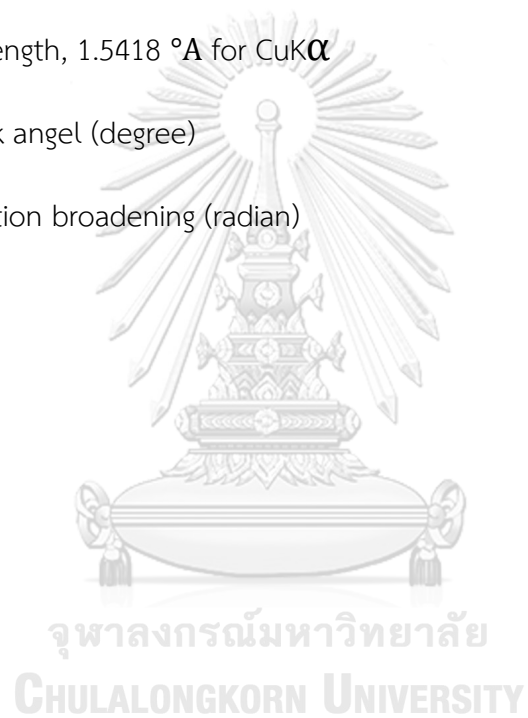 ength, 1.5418 °A for CuKα
k angel (degree)
tion broadening (radian)
จุฬาลงกรณ์มหาวิทยาลัย
CHULALONGKORN UNIVERSITY